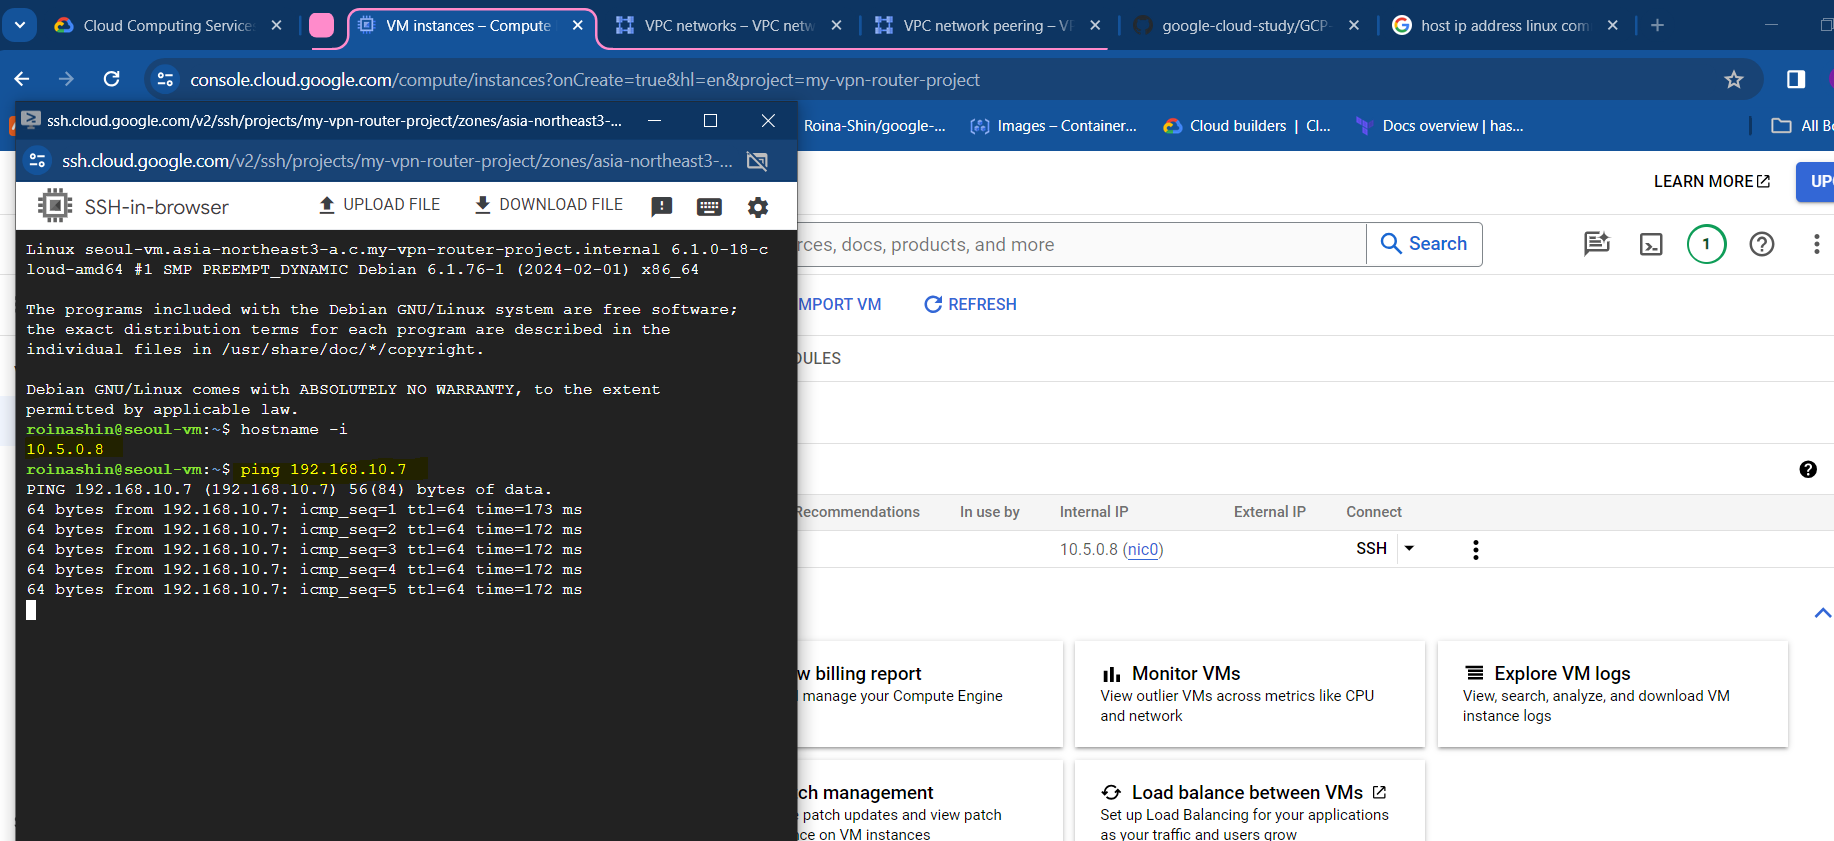 Cloud Computing Services
VM instances – Compute
VPC networks – VPC netw
VPC network peering – VP
google-cloud-study/GCP-
host ip address linux com
console.cloud.google.com/compute/instances?onCreate=true&hl=en&project=my-vpn-router-project
ssh.cloud.google.com/v2/ssh/projects/my-vpn-router-project/zones/asia-northeast3-...
Roina-Shin/google-...
Images – Container...
Cloud builders | Cl...
Docs overview | has...
All Bo
ssh.cloud.google.com/v2/ssh/projects/my-vpn-router-project/zones/asia-northeast3-...
LEARN MORE
UPG
SSH-in-browser
UPLOAD FILE
DOWNLOAD FILE
rces, docs, products, and more
Search
1
MPORT VM
REFRESH
DULES
Linux seoul-vm.asia-northeast3-a.c.my-vpn-router-project.internal 6.1.0-18-c
loud-amd64 #1 SMP PREEMPT_DYNAMIC Debian 6.1.76-1 (2024-02-01) x86_64
The programs included with the Debian GNU/Linux system are free software;
the exact distribution terms for each program are described in the
individual files in /usr/share/doc/*/copyright.
Debian GNU/Linux comes with ABSOLUTELY NO WARRANTY, to the extent
permitted by applicable law.
roinashin@seoul-vm:~$ hostname -i
10.5.0.8
roinashin@seoul-vm:~$ ping 192.168.10.7
PING 192.168.10.7 (192.168.10.7) 56(84) bytes of data.
64 bytes from 192.168.10.7: icmp_seq=1 ttl=64 time=173 ms
64 bytes from 192.168.10.7: icmp_seq=2 ttl=64 time=172 ms
64 bytes from 192.168.10.7: icmp_seq=3 ttl=64 time=172 ms
64 bytes from 192.168.10.7: icmp_seq=4 ttl=64 time=172 ms
64 bytes from 192.168.10.7: icmp_seq=5 ttl=64 time=172 ms
Recommendations
In use by
Internal IP
External IP
Connect
10.5.0.8 (nic0)
SSH
w billing report
manage your Compute Engine
Monitor VMs
View outlier VMs across metrics like CPU
and network
Explore VM logs
View, search, analyze, and download VM
instance logs
ch management
patch updates and view patch
ce on VM instances
Load balance between VMs
Set up Load Balancing for your applications
as your traffic and users grow